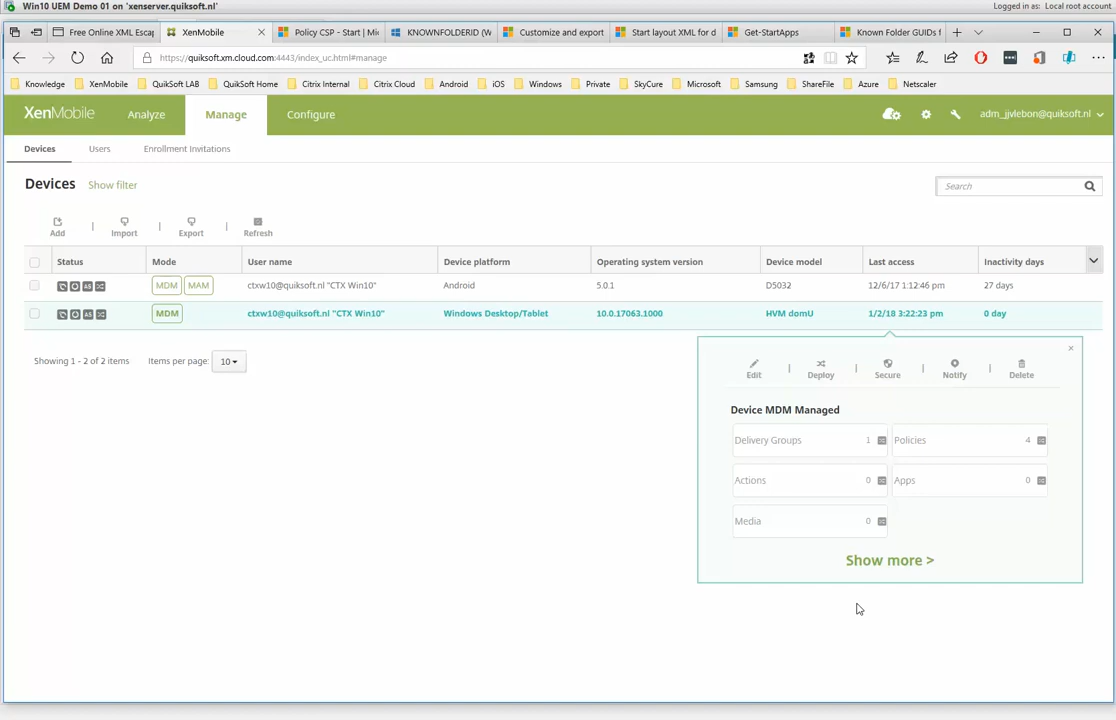 Win10 UEM Demo 01 on 'xenserver.quiksoft.nl'
Logged in as: Local root account
Free Online XML Escap
XenMobile
Policy CSP - Start | Mic
KNOWNFOLDERID (W
Customize and export
Start layout XML for d
Get-StartApps
Known Folder GUIDs f
https://quiksoft.xm.cloud.com:4443/index_uc.html#manage
Knowledge XenMobile QuikSoft LAB QuikSoft Home Citrix Internal Citrix Cloud Android iOS Windows Private SkyCure Microsoft Samsung ShareFile Azure Netscaler
XenMobile Analyze Manage Configure adm_jjvlebon@quiksoft.nl
Devices Users Enrollment Invitations
Devices Show filter
Search
Add | Import | Export | Refresh
Status Mode User name Device platform Operating system version Device model Last access Inactivity days
MDM MAM ctxw10@quiksoft.nl "CTX Win10" Android 5.0.1 D5032 12/6/17 1:12:46 pm 27 days
MDM ctxw10@quiksoft.nl "CTX Win10" Windows Desktop/Tablet 10.0.17063.1000 HVM domU 1/2/18 3:22:23 pm 0 day
Showing 1 - 2 of 2 items Items per page: 10
Edit | Deploy | Secure | Notify | Delete
Device MDM Managed
Delivery Groups 1 Policies 4
Actions 0 Apps 0
Media 0
Show more >